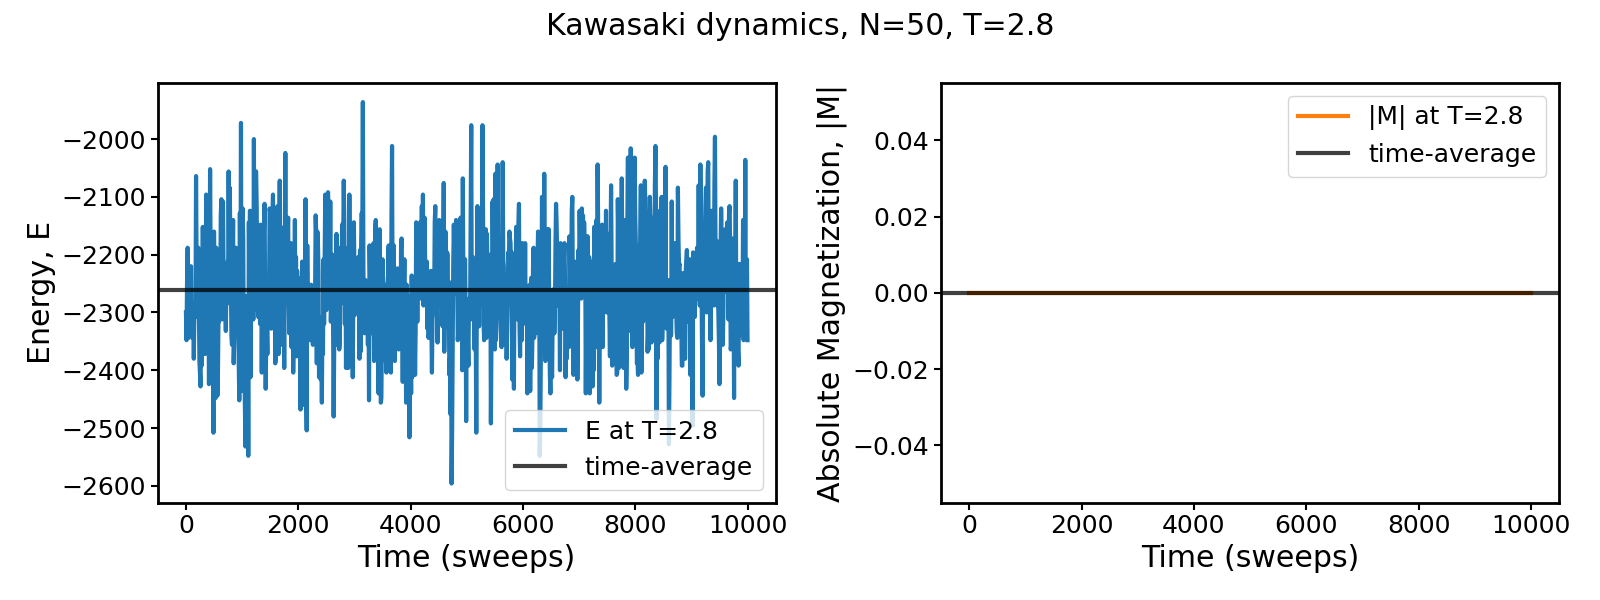 Kawasaki dynamics, N=50, T=2.8
Energy, E
−2000
−2100
−2200
−2300
−2400
−2500
−2600
E at T=2.8
time-average
0 2000 4000 6000 8000 10000
Time (sweeps)
Absolute Magnetization, |M|
0.04
0.02
0.00
−0.02
−0.04
|M| at T=2.8
time-average
0 2000 4000 6000 8000 10000
Time (sweeps)